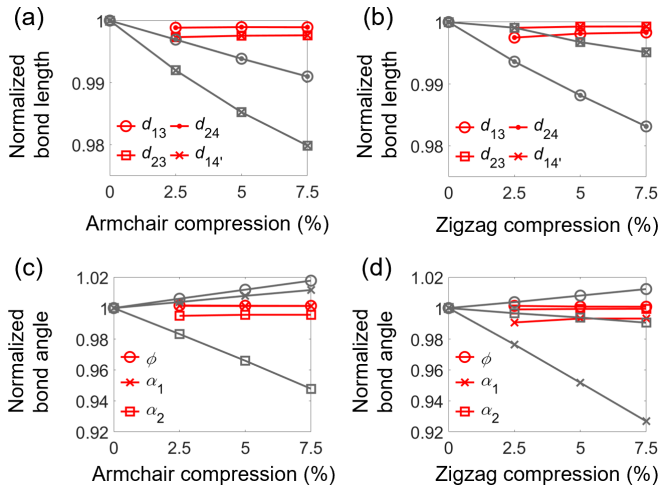 (a)
Normalized
bond length
1
0.99
0.98
d13 d24
d23 d14'
0 2.5 5 7.5
Armchair compression (%)
(b)
Normalized
bond length
1
0.99
0.98
d13 d24
d23 d14'
0 2.5 5 7.5
Zigzag compression (%)
(c)
Normalized
bond angle
1.02
1
0.98
0.96
0.94
0.92
ϕ
α1
α2
0 2.5 5 7.5
Armchair compression (%)
(d)
Normalized
bond angle
1.02
1
0.98
0.96
0.94
0.92
ϕ
α1
α2
0 2.5 5 7.5
Zigzag compression (%)